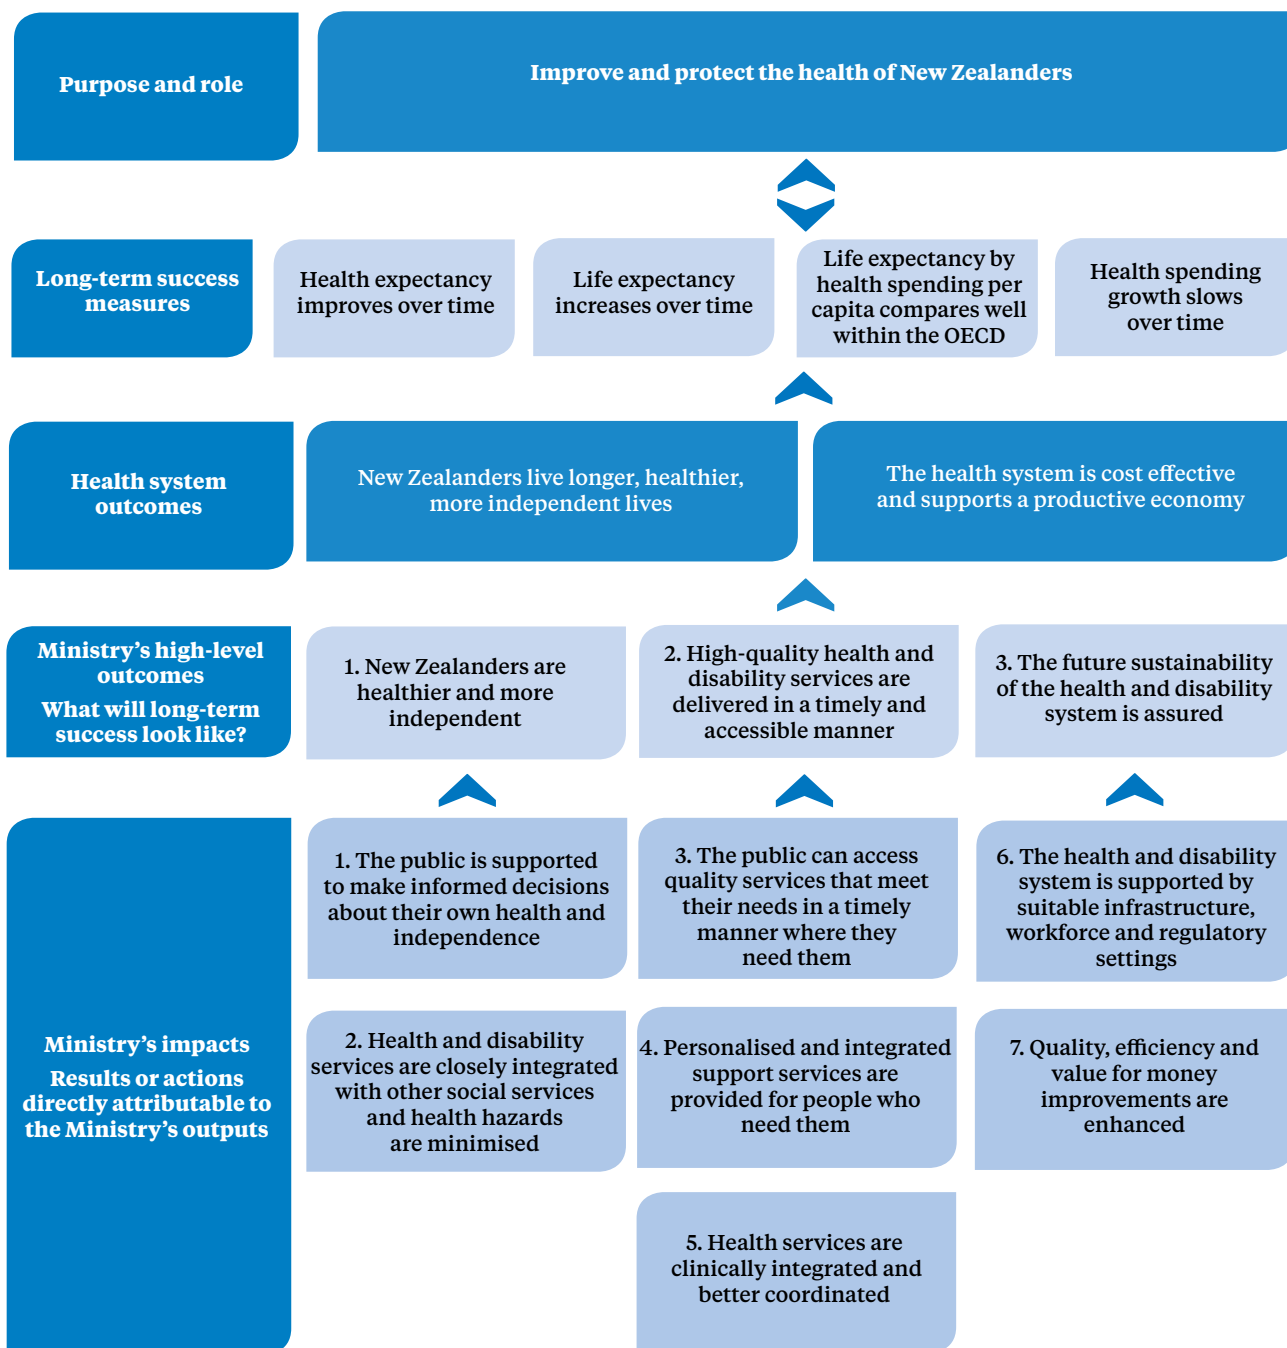 Purpose and role
Improve and protect the health of New Zealanders
Long-term success
measures
Health expectancy
improves over time
Life expectancy
increases over time
Life expectancy by
health spending per
capita compares well
within the OECD
Health spending
growth slows
over time
Health system
outcomes
New Zealanders live longer, healthier,
more independent lives
The health system is cost effective
and supports a productive economy
Ministry’s high-level
outcomes
What will long-term
success look like?
1. New Zealanders are
healthier and more
independent
2. High-quality health and
disability services are
delivered in a timely and
accessible manner
3. The future sustainability
of the health and disability
system is assured
Ministry’s impacts
Results or actions
directly attributable to
the Ministry’s outputs
1. The public is supported
to make informed decisions
about their own health and
independence
3. The public can access
quality services that meet
their needs in a timely
manner where they
need them
6. The health and disability
system is supported by
suitable infrastructure,
workforce and regulatory
settings
2. Health and disability
services are closely integrated
with other social services
and health hazards
are minimised
4. Personalised and integrated
support services are
provided for people who
need them
7. Quality, efficiency and
value for money
improvements are
enhanced
5. Health services are
clinically integrated and
better coordinated